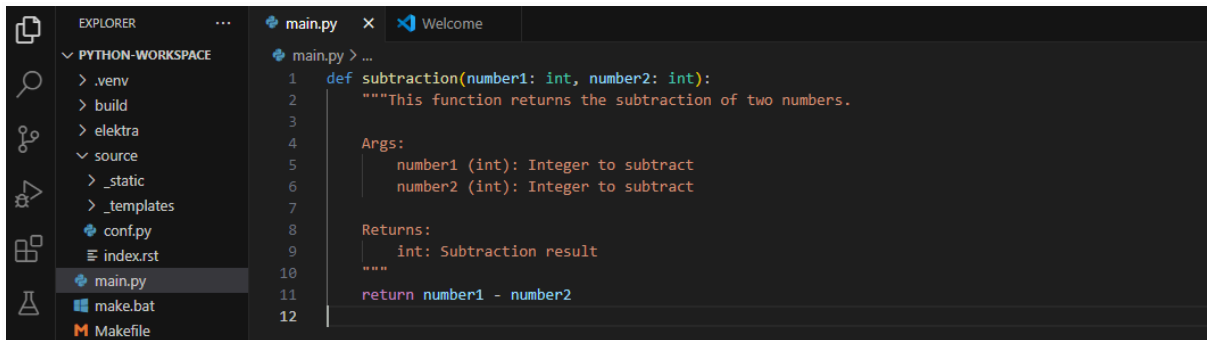 EXPLORER ...
PYTHON-WORKSPACE
.venv
build
elektra
source
_static
_templates
conf.py
index.rst
main.py
make.bat
Makefile
main.py Welcome
main.py > ...
1 def subtraction(number1: int, number2: int):
2 """This function returns the subtraction of two numbers.
3
4 Args:
5 number1 (int): Integer to subtract
6 number2 (int): Integer to subtract
7
8 Returns:
9 int: Subtraction result
10 """
11 return number1 - number2
12